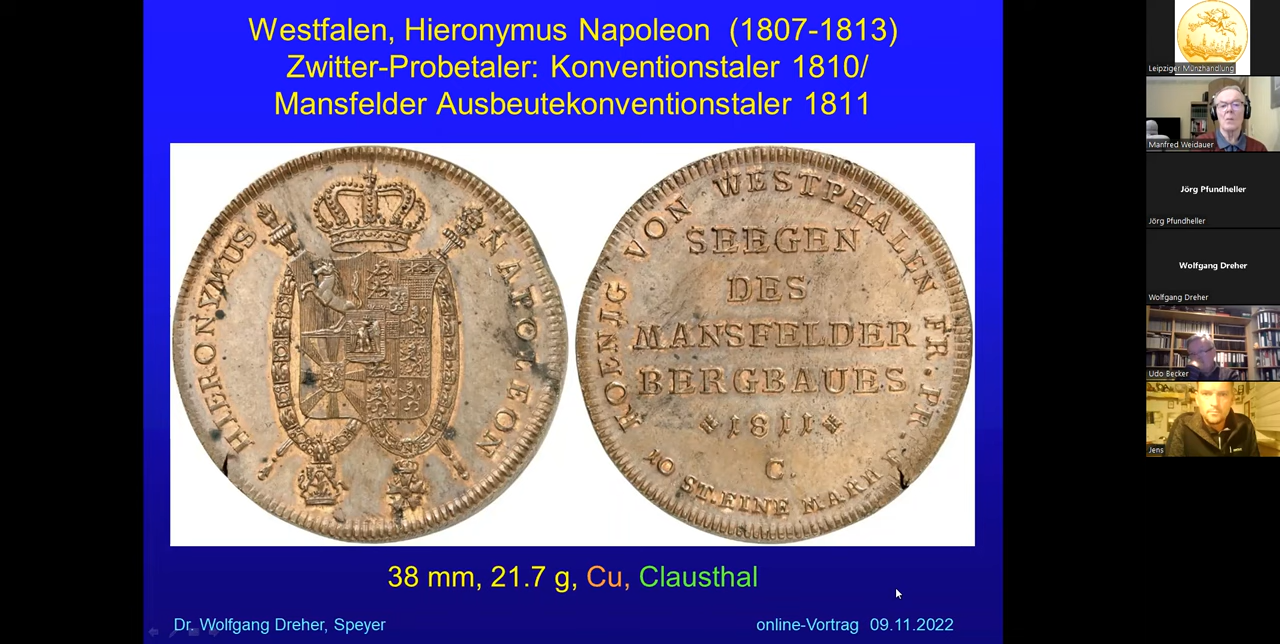 Westfalen, Hieronymus Napoleon (1807-1813)
Zwitter-Probetaler: Konventionstaler 1810/
Mansfelder Ausbeutekonventionstaler 1811
HIERONYMUS NAPOLEON
KOENIG VON WESTPHALEN FR. PR.
SEEGEN
DES
MANSFELDER
BERGBAUES
1811
C.
10 ST. EINE MARK F.
38 mm, 21.7 g, Cu, Clausthal
Dr. Wolfgang Dreher, Speyer
online-Vortrag 09.11.2022
Leipziger Münzhandlung
Manfred Weidauer
Jörg Pfundheller
Jörg Pfundheller
Wolfgang Dreher
Wolfgang Dreher
Udo Becker
Jens